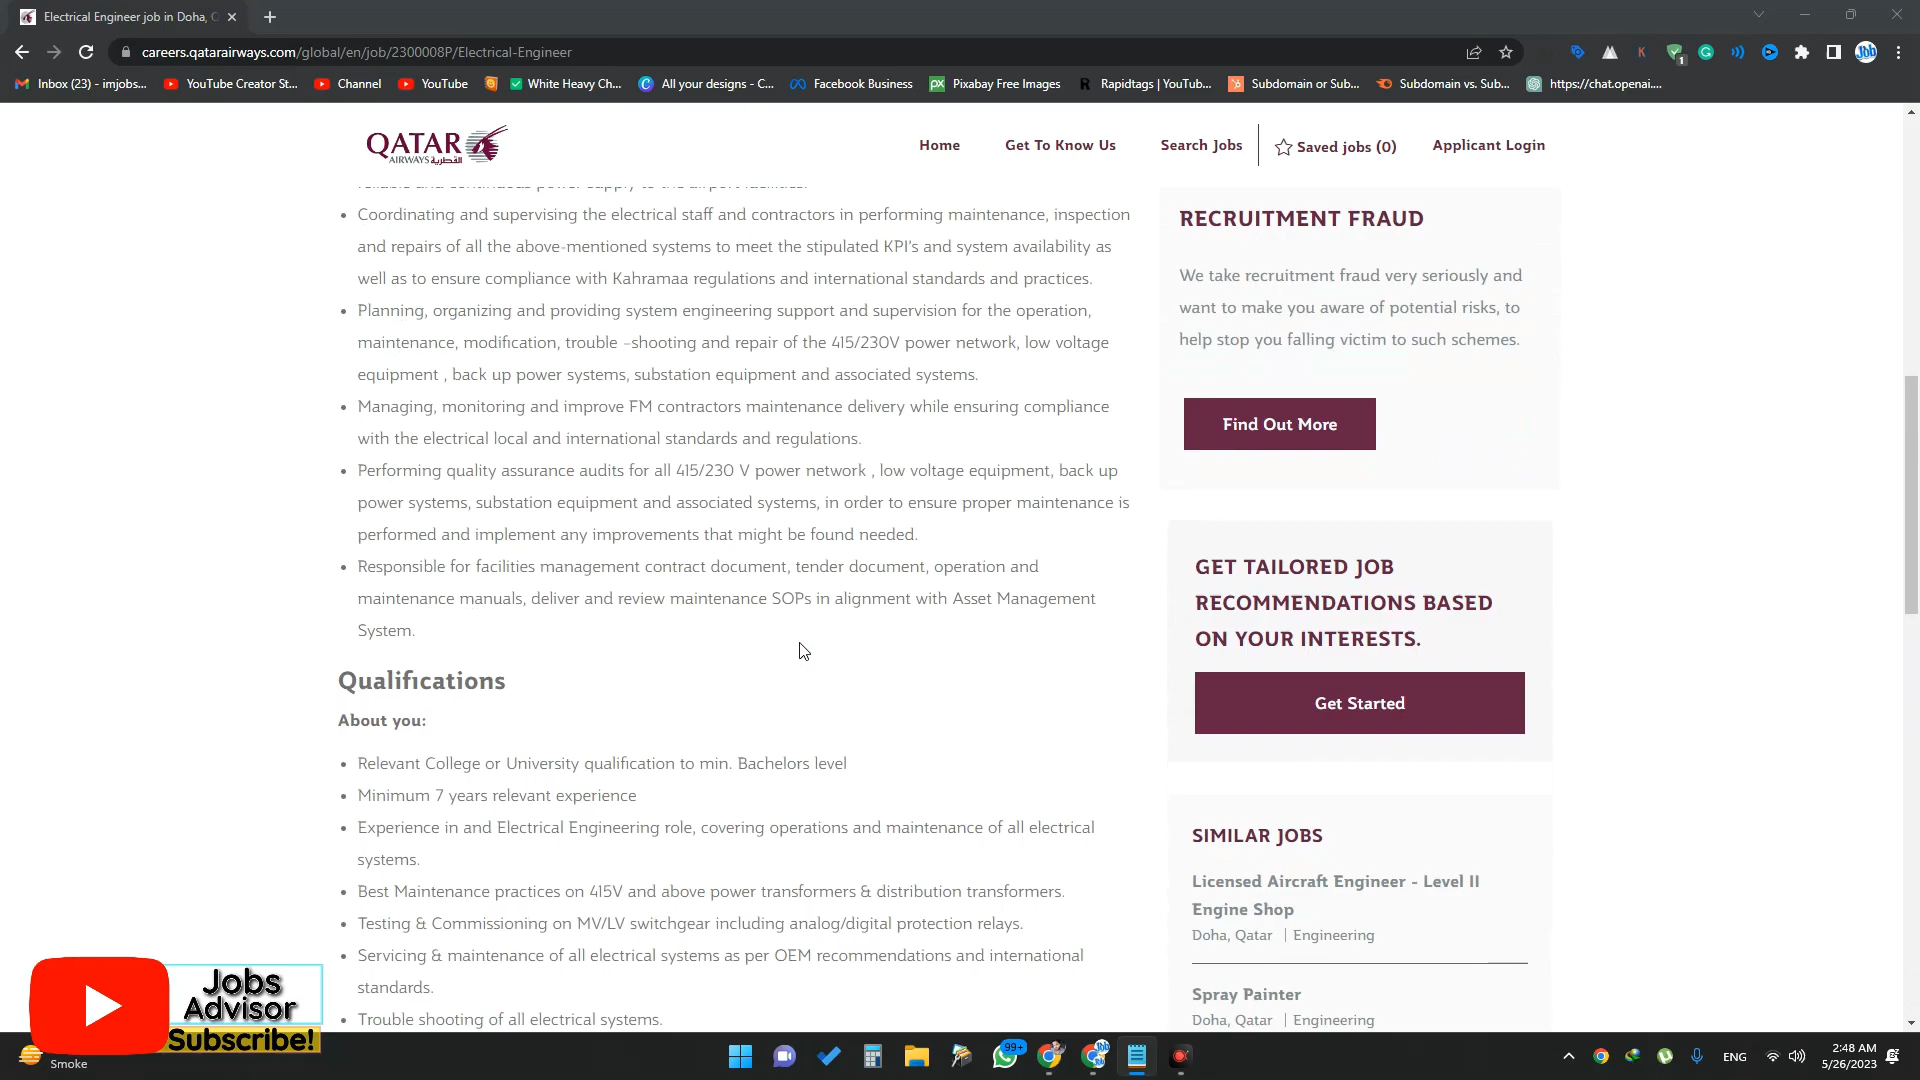 Electrical Engineer job in Doha,
careers.qatarairways.com/global/en/job/2300008P/Electrical-Engineer
Inbox (23) - imjobs...
YouTube Creator St...
Channel
YouTube
White Heavy Ch...
All your designs - C...
Facebook Business
Pixabay Free Images
Rapidtags | YouTub...
Subdomain or Sub...
Subdomain vs. Sub...
https://chat.openai....
QATAR
AIRWAYS القطرية
Home
Get To Know Us
Search Jobs
Saved jobs (0)
Applicant Login
reliable and continuous power supply to the airport facilities.
• Coordinating and supervising the electrical staff and contractors in performing maintenance, inspection
and repairs of all the above-mentioned systems to meet the stipulated KPI's and system availability as
well as to ensure compliance with Kahramaa regulations and international standards and practices.
• Planning, organizing and providing system engineering support and supervision for the operation,
maintenance, modification, trouble –shooting and repair of the 415/230V power network, low voltage
equipment , back up power systems, substation equipment and associated systems.
• Managing, monitoring and improve FM contractors maintenance delivery while ensuring compliance
with the electrical local and international standards and regulations.
• Performing quality assurance audits for all 415/230 V power network , low voltage equipment, back up
power systems, substation equipment and associated systems, in order to ensure proper maintenance is
performed and implement any improvements that might be found needed.
• Responsible for facilities management contract document, tender document, operation and
maintenance manuals, deliver and review maintenance SOPs in alignment with Asset Management
System.
Qualifications
About you:
• Relevant College or University qualification to min. Bachelors level
• Minimum 7 years relevant experience
• Experience in and Electrical Engineering role, covering operations and maintenance of all electrical
systems.
• Best Maintenance practices on 415V and above power transformers & distribution transformers.
• Testing & Commissioning on MV/LV switchgear including analog/digital protection relays.
• Servicing & maintenance of all electrical systems as per OEM recommendations and international
standards.
• Trouble shooting of all electrical systems.
RECRUITMENT FRAUD
We take recruitment fraud very seriously and
want to make you aware of potential risks, to
help stop you falling victim to such schemes.
Find Out More
GET TAILORED JOB
RECOMMENDATIONS BASED
ON YOUR INTERESTS.
Get Started
SIMILAR JOBS
Licensed Aircraft Engineer - Level II
Engine Shop
Doha, Qatar | Engineering
Spray Painter
Doha, Qatar | Engineering
Jobs
Advisor
Subscribe!
Smoke
99+
ENG
2:48 AM
5/26/2023